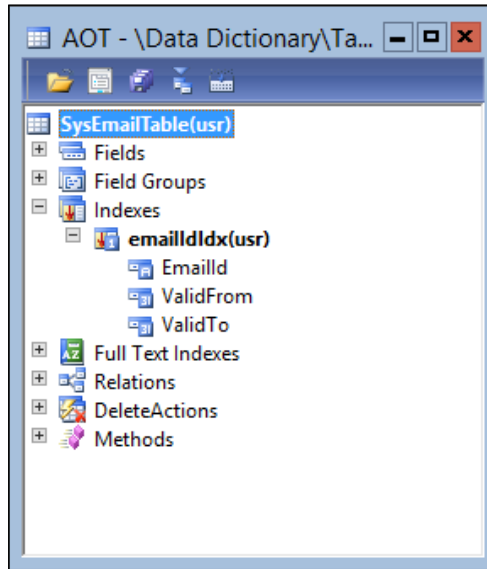 AOT - \Data Dictionary\Ta...
SysEmailTable(usr)
Fields
Field Groups
Indexes
emailIdIdx(usr)
EmailId
ValidFrom
ValidTo
Full Text Indexes
Relations
DeleteActions
Methods